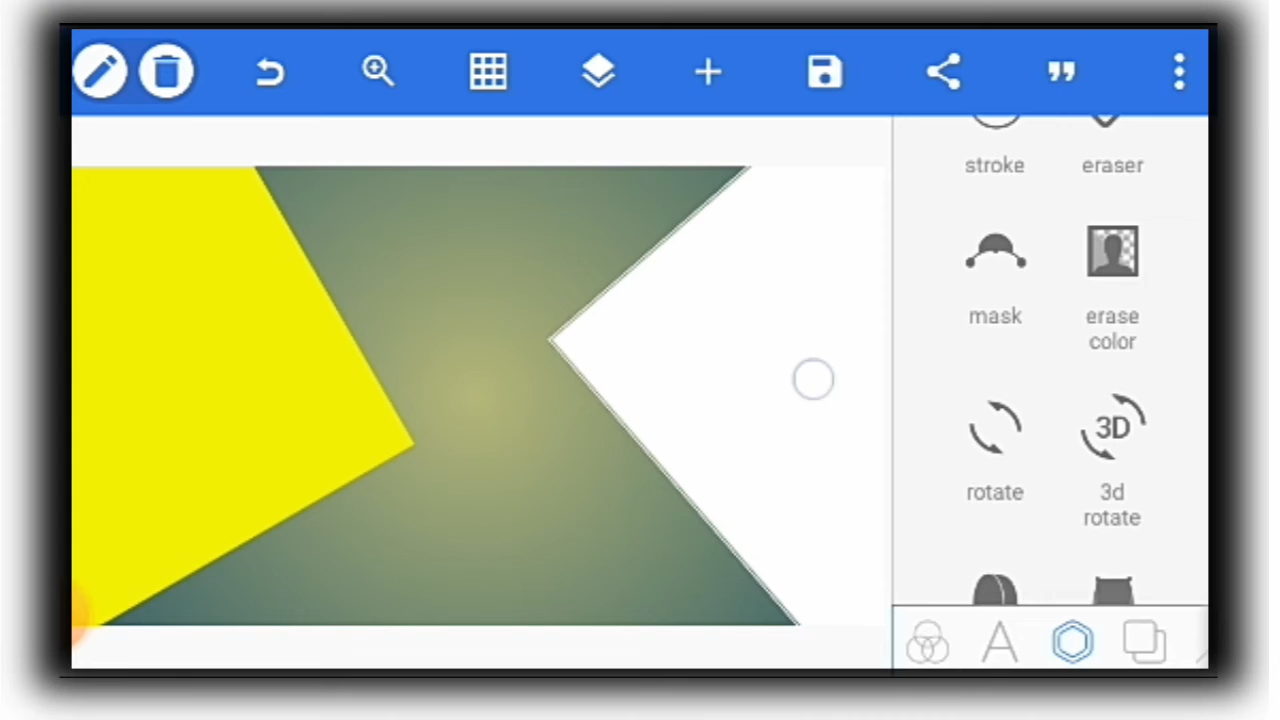 stroke
eraser
mask
erase
color
3D
rotate
3d
rotate
A